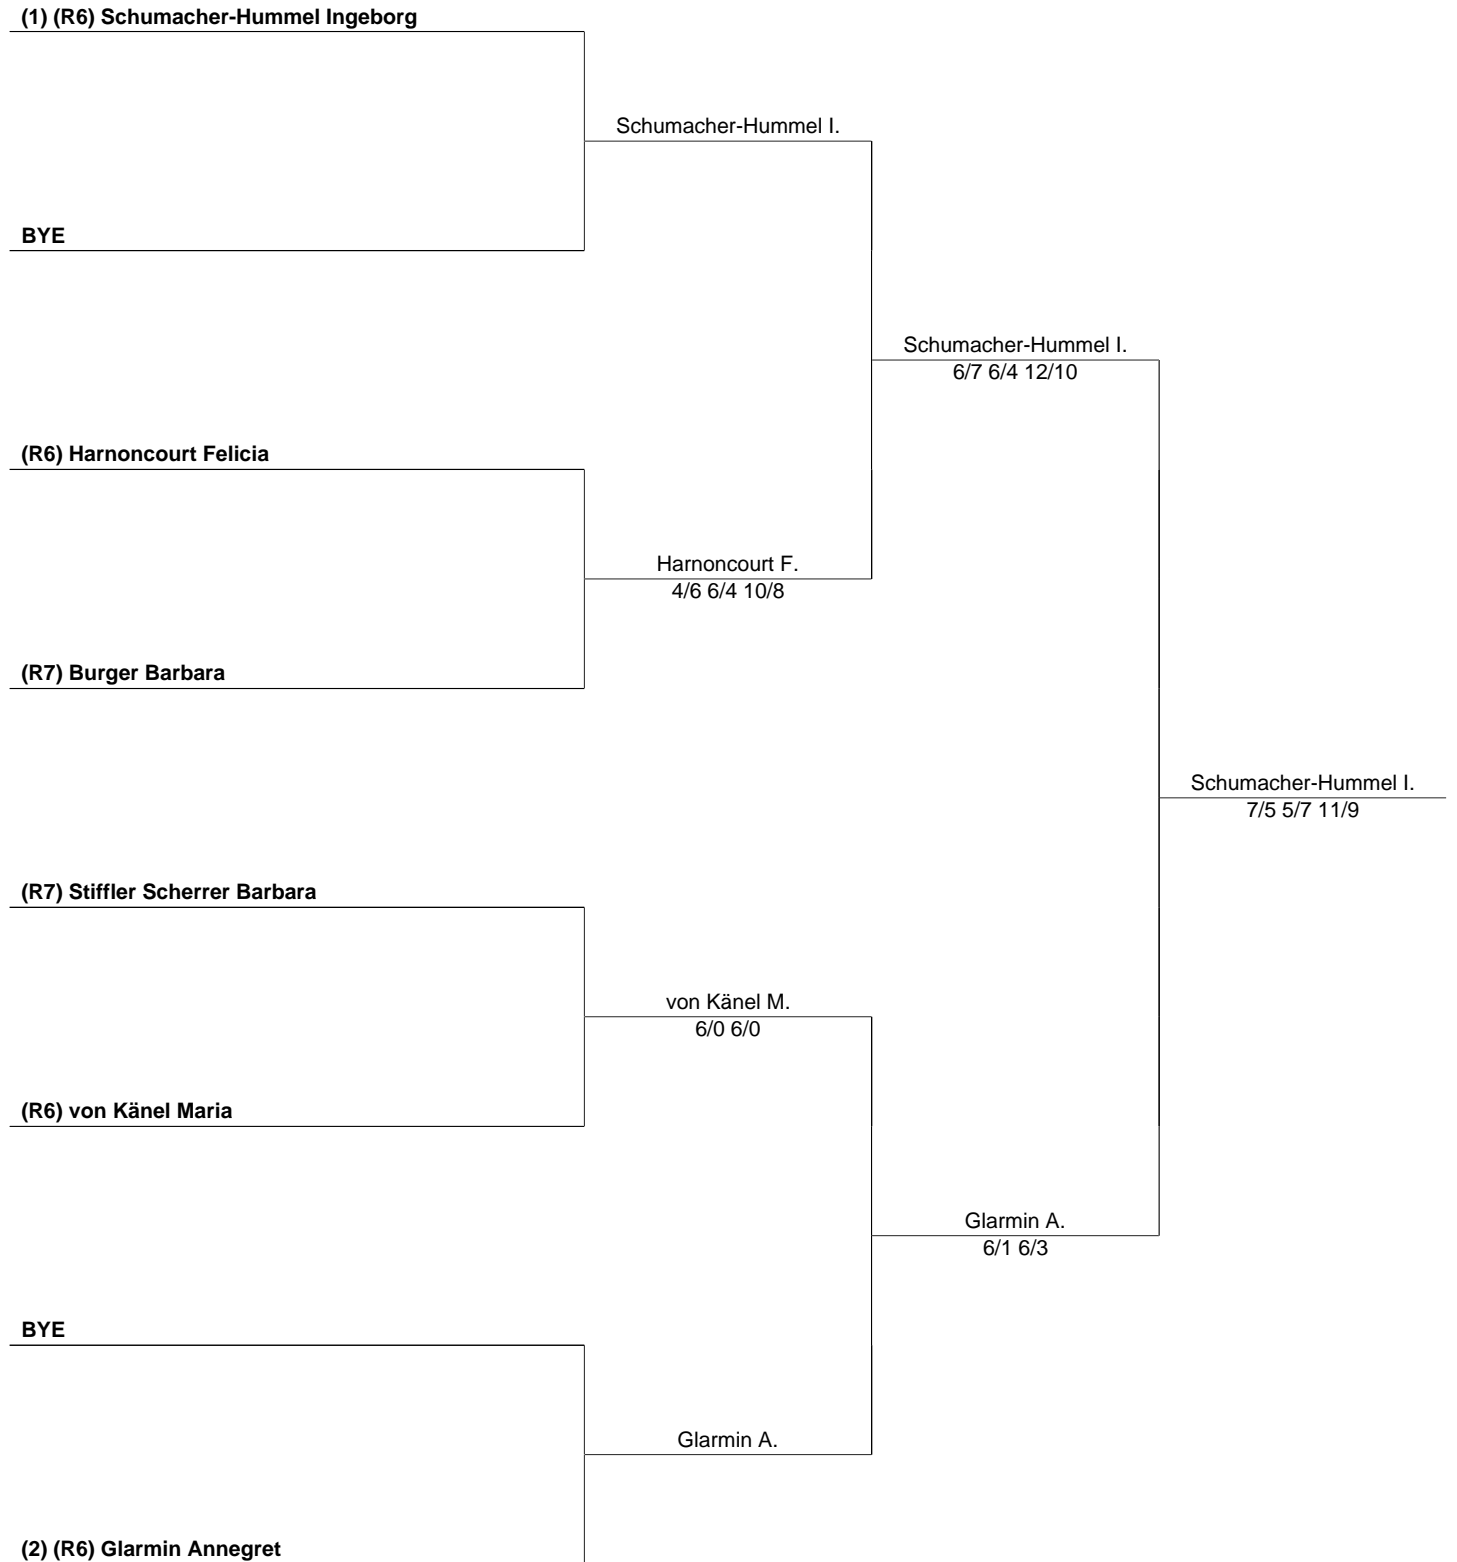 (1) (R6) Schumacher-Hummel Ingeborg
Schumacher-Hummel I.
BYE
Schumacher-Hummel I.
6/7 6/4 12/10
(R6) Harnoncourt Felicia
Harnoncourt F.
4/6 6/4 10/8
(R7) Burger Barbara
Schumacher-Hummel I.
7/5 5/7 11/9
(R7) Stiffler Scherrer Barbara
von Känel M.
6/0 6/0
(R6) von Känel Maria
Glarmin A.
6/1 6/3
BYE
Glarmin A.
(2) (R6) Glarmin Annegret